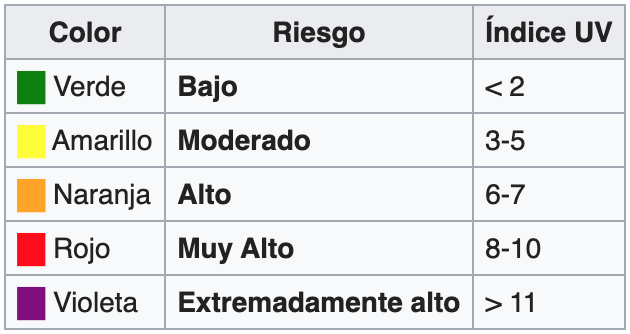 Color Riesgo Índice UV
Verde Bajo < 2
Amarillo Moderado 3-5
Naranja Alto 6-7
Rojo Muy Alto 8-10
Violeta Extremadamente alto > 11